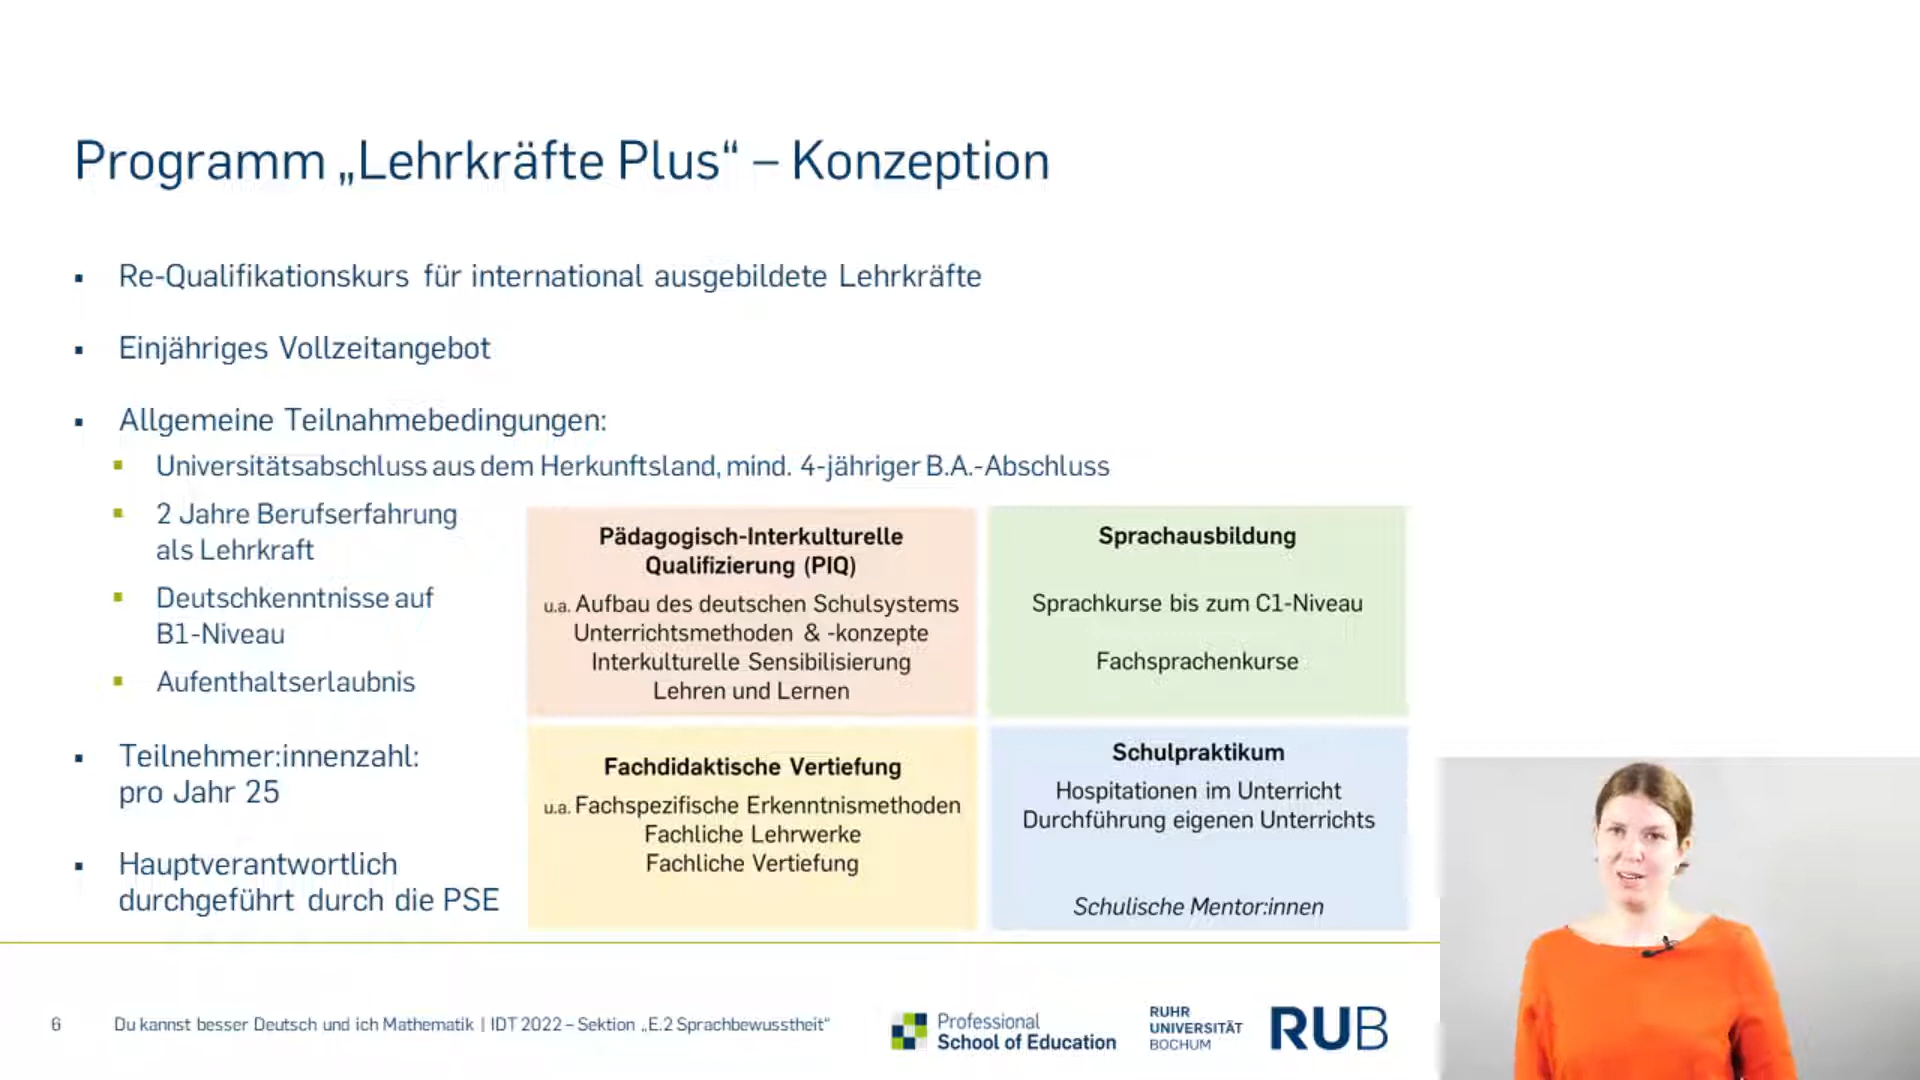 Programm „Lehrkräfte Plus“ – Konzeption
Re-Qualifikationskurs für international ausgebildete Lehrkräfte
Einjähriges Vollzeitangebot
Allgemeine Teilnahmebedingungen:
Universitätsabschluss aus dem Herkunftsland, mind. 4-jähriger B.A.-Abschluss
2 Jahre Berufserfahrung
als Lehrkraft
Deutschkenntnisse auf
B1-Niveau
Aufenthaltserlaubnis
Teilnehmer:innenzahl:
pro Jahr 25
Hauptverantwortlich
durchgeführt durch die PSE
Pädagogisch-Interkulturelle
Qualifizierung (PIQ)
u.a. Aufbau des deutschen Schulsystems
Unterrichtsmethoden & -konzepte
Interkulturelle Sensibilisierung
Lehren und Lernen
Sprachausbildung
Sprachkurse bis zum C1-Niveau
Fachsprachenkurse
Fachdidaktische Vertiefung
u.a. Fachspezifische Erkenntnismethoden
Fachliche Lehrwerke
Fachliche Vertiefung
Schulpraktikum
Hospitationen im Unterricht
Durchführung eigenen Unterrichts
Schulische Mentor:innen
6
Du kannst besser Deutsch und ich Mathematik | IDT 2022 – Sektion „E.2 Sprachbewusstheit“
Professional
School of Education
RUHR
UNIVERSITÄT
BOCHUM
RUB